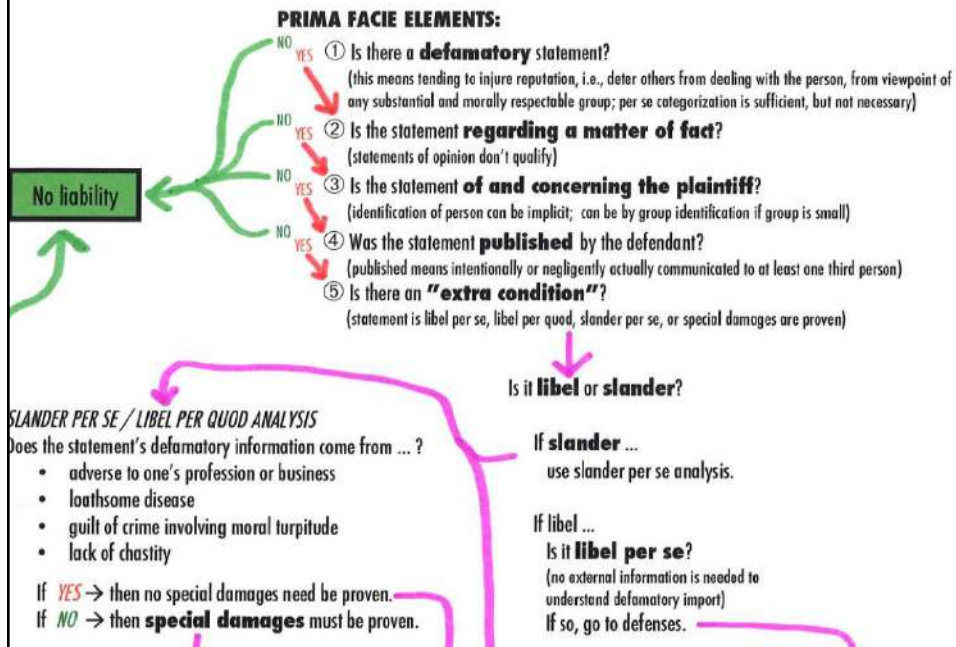 PRIMA FACIE ELEMENTS:
NO YES ① Is there a defamatory statement?
(this means tending to injure reputation, i.e., deter others from dealing with the person, from viewpoint of
any substantial and morally respectable group; per se categorization is sufficient, but not necessary)
NO YES ② Is the statement regarding a matter of fact?
(statements of opinion don't qualify)
NO YES ③ Is the statement of and concerning the plaintiff?
(identification of person can be implicit; can be by group identification if group is small)
NO YES ④ Was the statement published by the defendant?
(published means intentionally or negligently actually communicated to at least one third person)
⑤ Is there an "extra condition"?
(statement is libel per se, libel per quod, slander per se, or special damages are proven)
No liability
Is it libel or slander?
If slander ...
use slander per se analysis.
If libel ...
Is it libel per se?
(no external information is needed to
understand defamatory import)
If so, go to defenses.
SLANDER PER SE / LIBEL PER QUOD ANALYSIS
Does the statement's defamatory information come from ... ?
• adverse to one's profession or business
• loathsome disease
• guilt of crime involving moral turpitude
• lack of chastity
If YES → then no special damages need be proven.
If NO → then special damages must be proven.